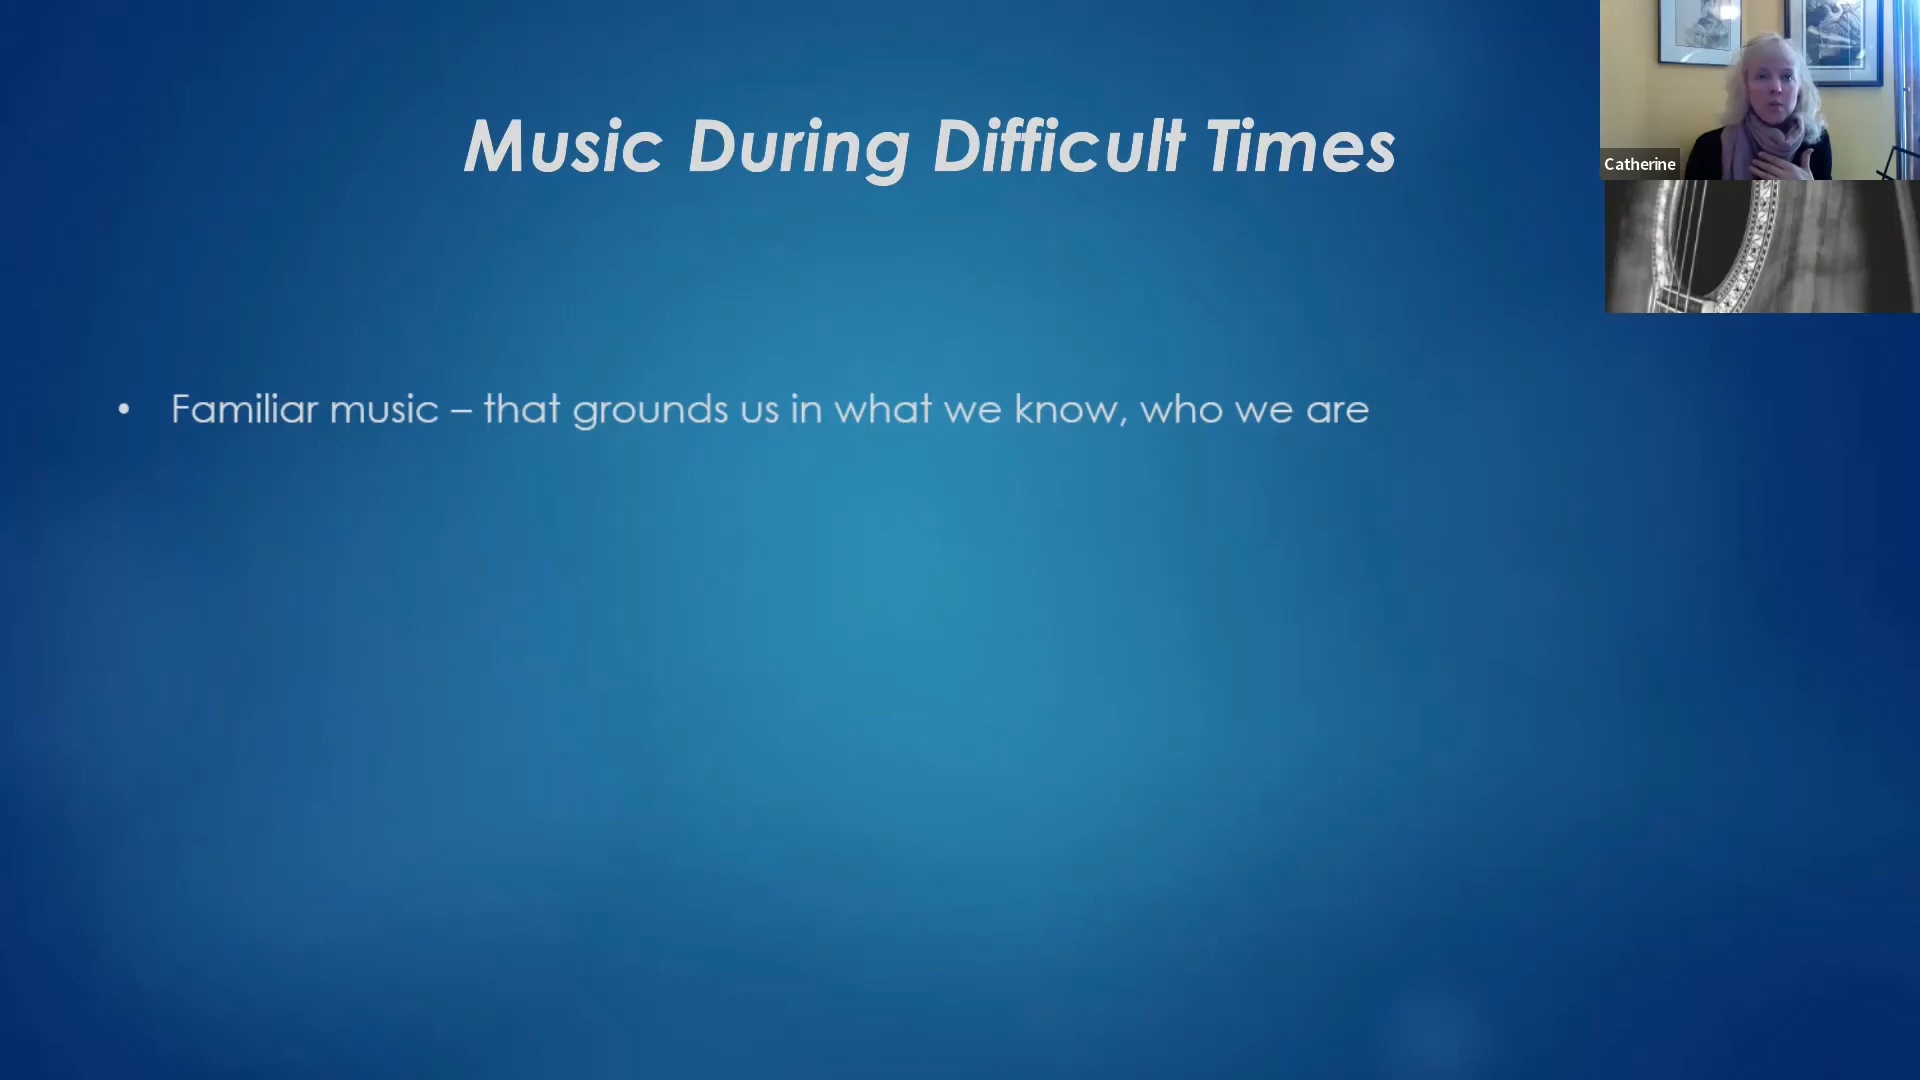 Music During Difficult Times
Catherine
• Familiar music – that grounds us in what we know, who we are